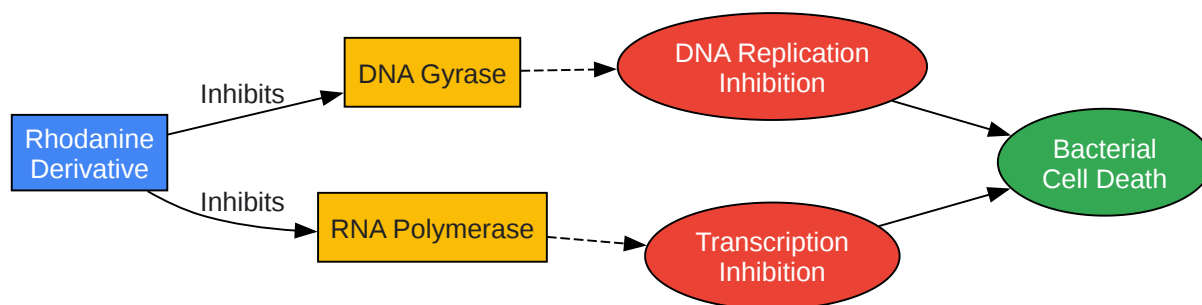 Rhodanine
Derivative
Inhibits
DNA Gyrase
DNA Replication
Inhibition
Inhibits
RNA Polymerase
Transcription
Inhibition
Bacterial
Cell Death